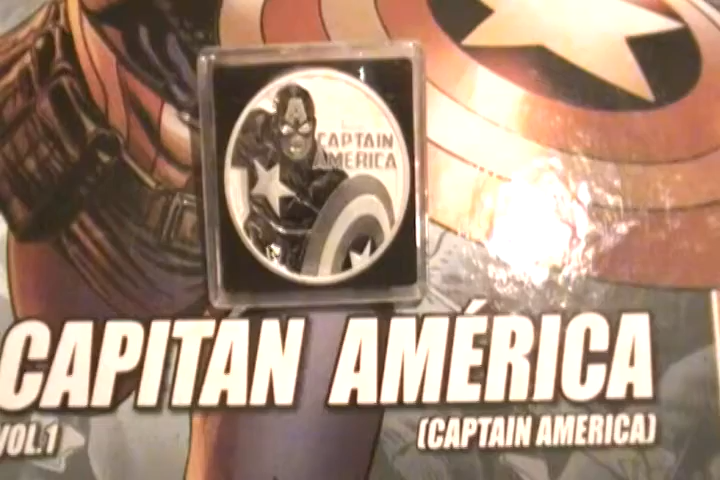 CAPTAIN
AMERICA
CAPITAN AMÉRICA
VOL.1
(CAPTAIN AMERICA)